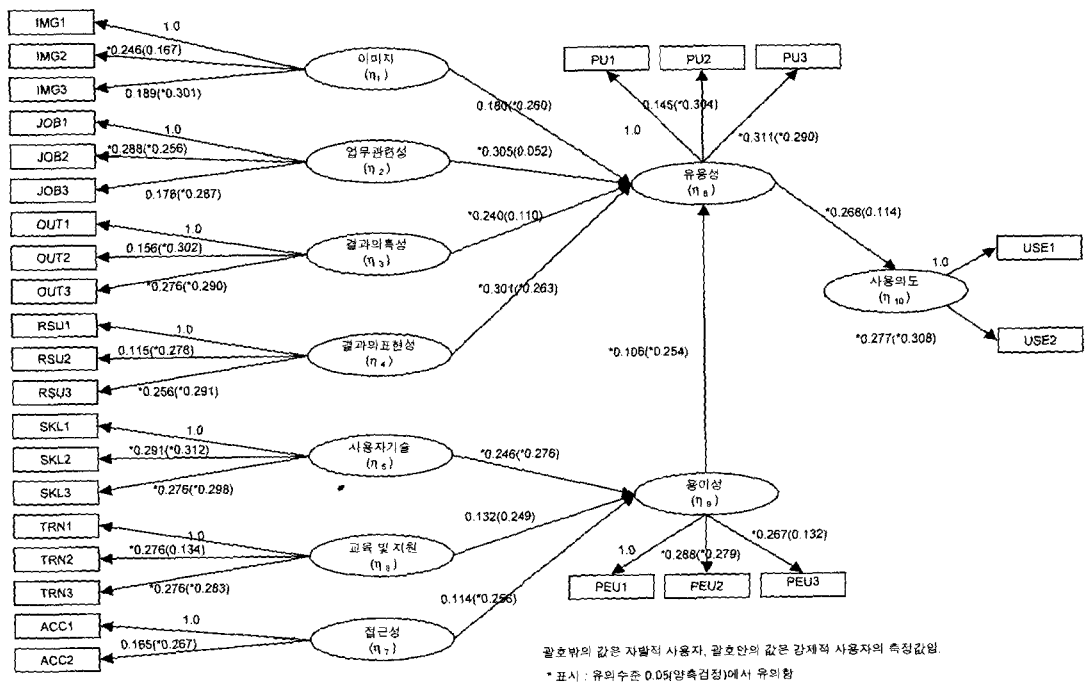 IMG1
IMG2
IMG3
1.0
*0.246(0.167)
0.189(*0.301)
이미지
(η₁)
JOB1
JOB2
JOB3
1.0
*0.288(*0.256)
0.178(*0.287)
업무관련성
(η₂)
OUT1
OUT2
OUT3
1.0
0.156(*0.302)
*0.276(*0.290)
결과의특성
(η₃)
RSU1
RSU2
RSU3
1.0
0.115(*0.278)
*0.256(*0.291)
결과의표현성
(η₄)
SKL1
SKL2
SKL3
1.0
*0.291(*0.312)
*0.276(*0.298)
사용자기술
(η₅)
TRN1
TRN2
TRN3
1.0
*0.276(0.134)
*0.276(*0.283)
교육 및 지원
ACC1
ACC2
1.0
0.165(*0.267)
접근성
(η₇)
PU1
PU2
PU3
1.0
0.145(*0.304)
*0.311(*0.290)
0.180(*0.260)
*0.305(0.052)
*0.240(0.110)
*0.301(*0.263)
유용성
(η₈)
*0.268(0.114)
사용의도
(η₁₀)
USE1
1.0
USE2
*0.277(*0.308)
*0.106(*0.254)
*0.246(*0.276)
0.132(0.249)
0.114(*0.256)
용이성
(η₉)
1.0
*0.288(*0.279)
*0.267(0.132)
PEU1
PEU2
PEU3
괄호밖의 값은 자발적 사용자, 괄호안의 값은 강제적 사용자의 측정값임.
* 표시 : 유의수준 0.05(양측검정)에서 유의함